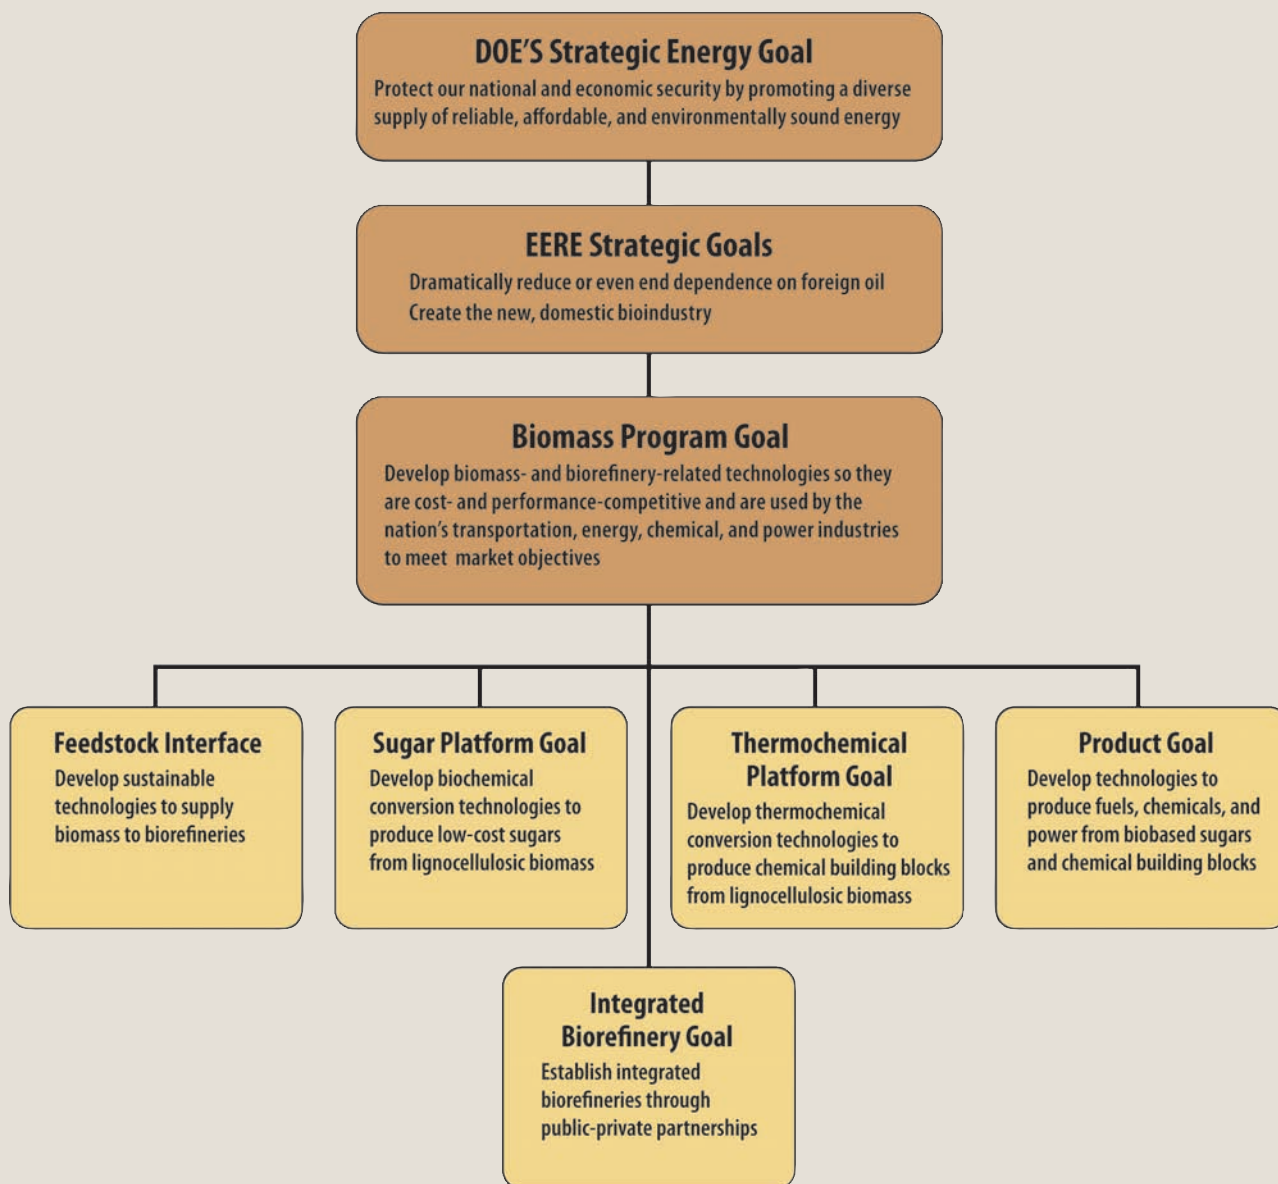 DOE'S Strategic Energy Goal
Protect our national and economic security by promoting a diverse
supply of reliable, affordable, and environmentally sound energy
EERE Strategic Goals
Dramatically reduce or even end dependence on foreign oil
Create the new, domestic bioindustry
Biomass Program Goal
Develop biomass- and biorefinery-related technologies so they
are cost- and performance-competitive and are used by the
nation's transportation, energy, chemical, and power industries
to meet market objectives
Feedstock Interface
Develop sustainable
technologies to supply
biomass to biorefineries
Sugar Platform Goal
Develop biochemical
conversion technologies to
produce low-cost sugars
from lignocellulosic biomass
Thermochemical
Platform Goal
Develop thermochemical
conversion technologies to
produce chemical building blocks
from lignocellulosic biomass
Product Goal
Develop technologies to
produce fuels, chemicals, and
power from biobased sugars
and chemical building blocks
Integrated
Biorefinery Goal
Establish integrated
biorefineries through
public-private partnerships